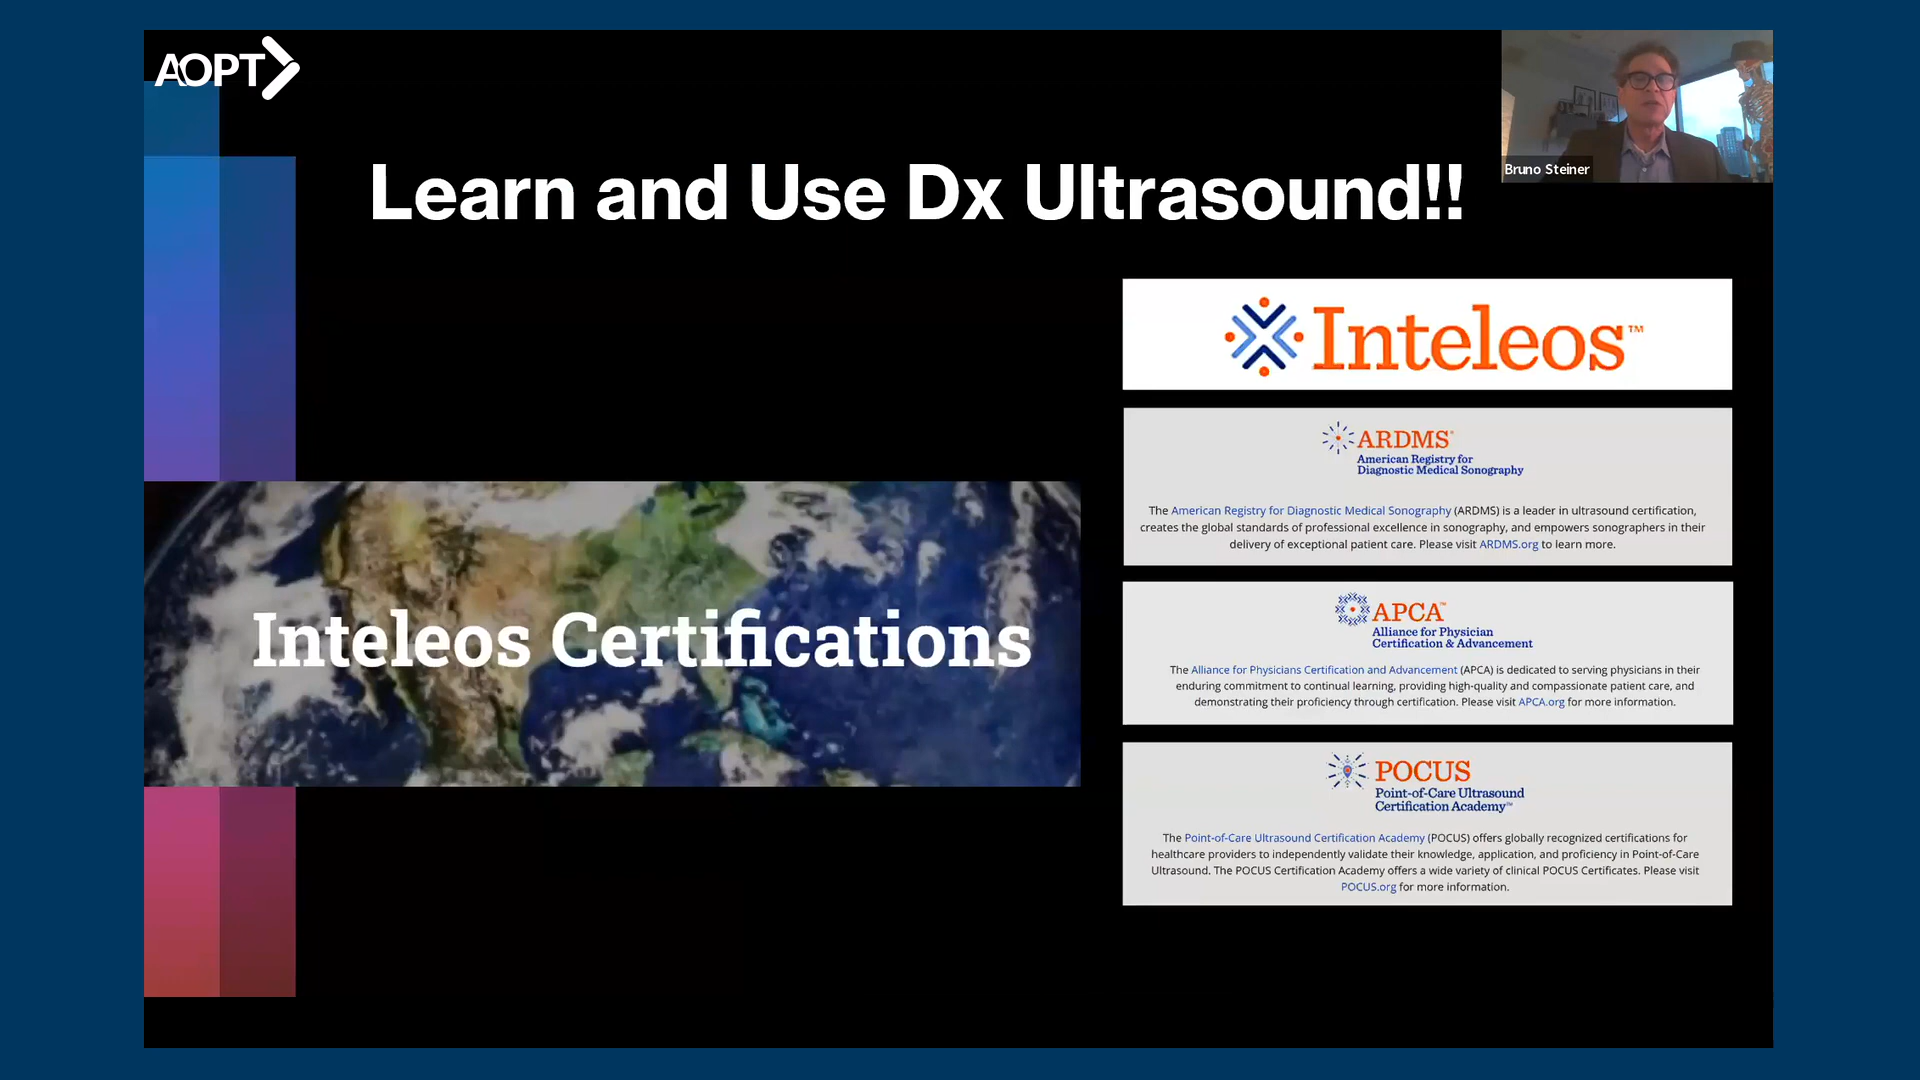 AOPT
Bruno Steiner
Learn and Use Dx Ultrasound!!
Inteleos Certifications
Inteleos™
ARDMS®
American Registry for
Diagnostic Medical Sonography
The American Registry for Diagnostic Medical Sonography (ARDMS) is a leader in ultrasound certification,
creates the global standards of professional excellence in sonography, and empowers sonographers in their
delivery of exceptional patient care. Please visit ARDMS.org to learn more.
APCA™
Alliance for Physician
Certification & Advancement
The Alliance for Physicians Certification and Advancement (APCA) is dedicated to serving physicians in their
enduring commitment to continual learning, providing high-quality and compassionate patient care, and
demonstrating their proficiency through certification. Please visit APCA.org for more information.
POCUS
Point-of-Care Ultrasound
Certification Academy™
The Point-of-Care Ultrasound Certification Academy (POCUS) offers globally recognized certifications for
healthcare providers to independently validate their knowledge, application, and proficiency in Point-of-Care
Ultrasound. The POCUS Certification Academy offers a wide variety of clinical POCUS Certificates. Please visit
POCUS.org for more information.